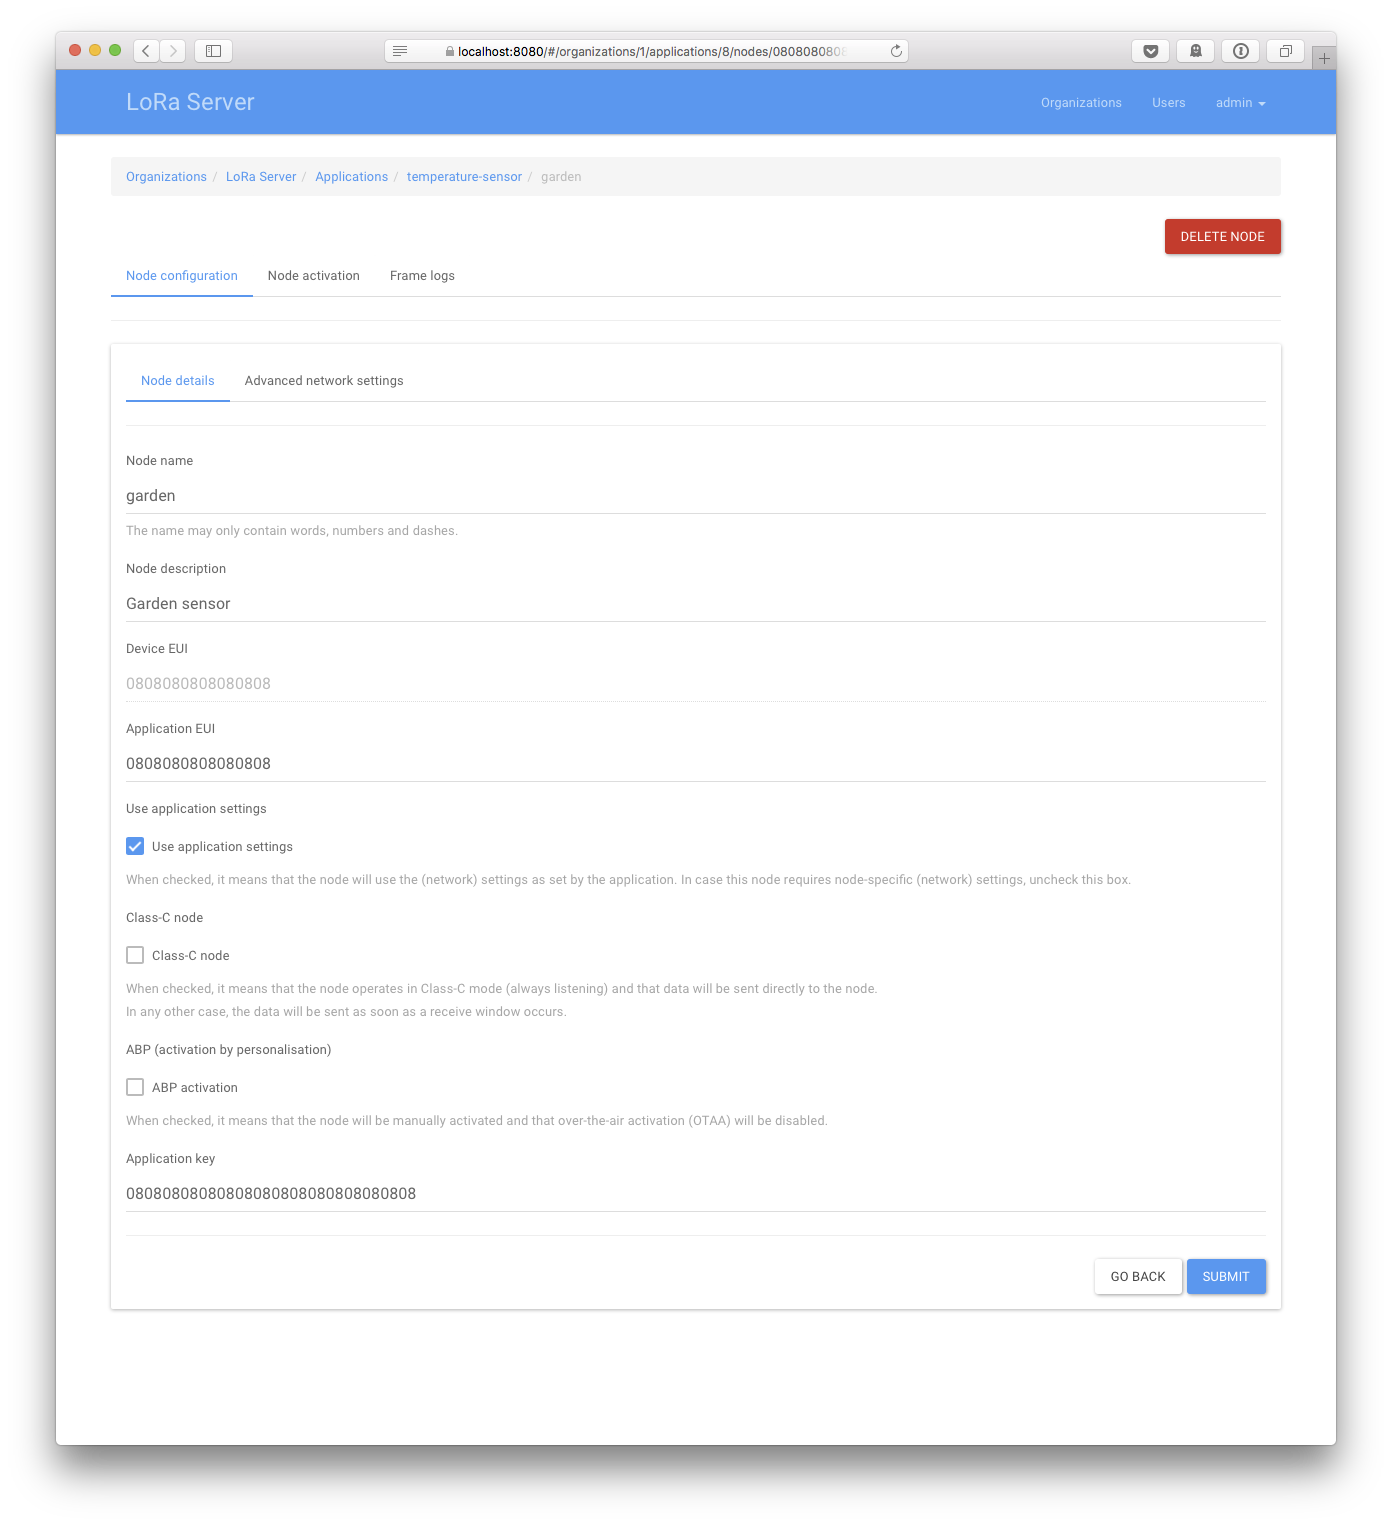 localhost:8080/#/organizations/1/applications/8/nodes/080808080
LoRa Server
Organizations Users admin
Organizations / LoRa Server / Applications / temperature-sensor / garden
DELETE NODE
Node configuration Node activation Frame logs
Node details Advanced network settings
Node name
garden
The name may only contain words, numbers and dashes.
Node description
Garden sensor
Device EUI
0808080808080808
Application EUI
0808080808080808
Use application settings
Use application settings
When checked, it means that the node will use the (network) settings as set by the application. In case this node requires node-specific (network) settings, uncheck this box.
Class-C node
Class-C node
When checked, it means that the node operates in Class-C mode (always listening) and that data will be sent directly to the node.
In any other case, the data will be sent as soon as a receive window occurs.
ABP (activation by personalisation)
ABP activation
When checked, it means that the node will be manually activated and that over-the-air activation (OTAA) will be disabled.
Application key
08080808080808080808080808080808
GO BACK SUBMIT